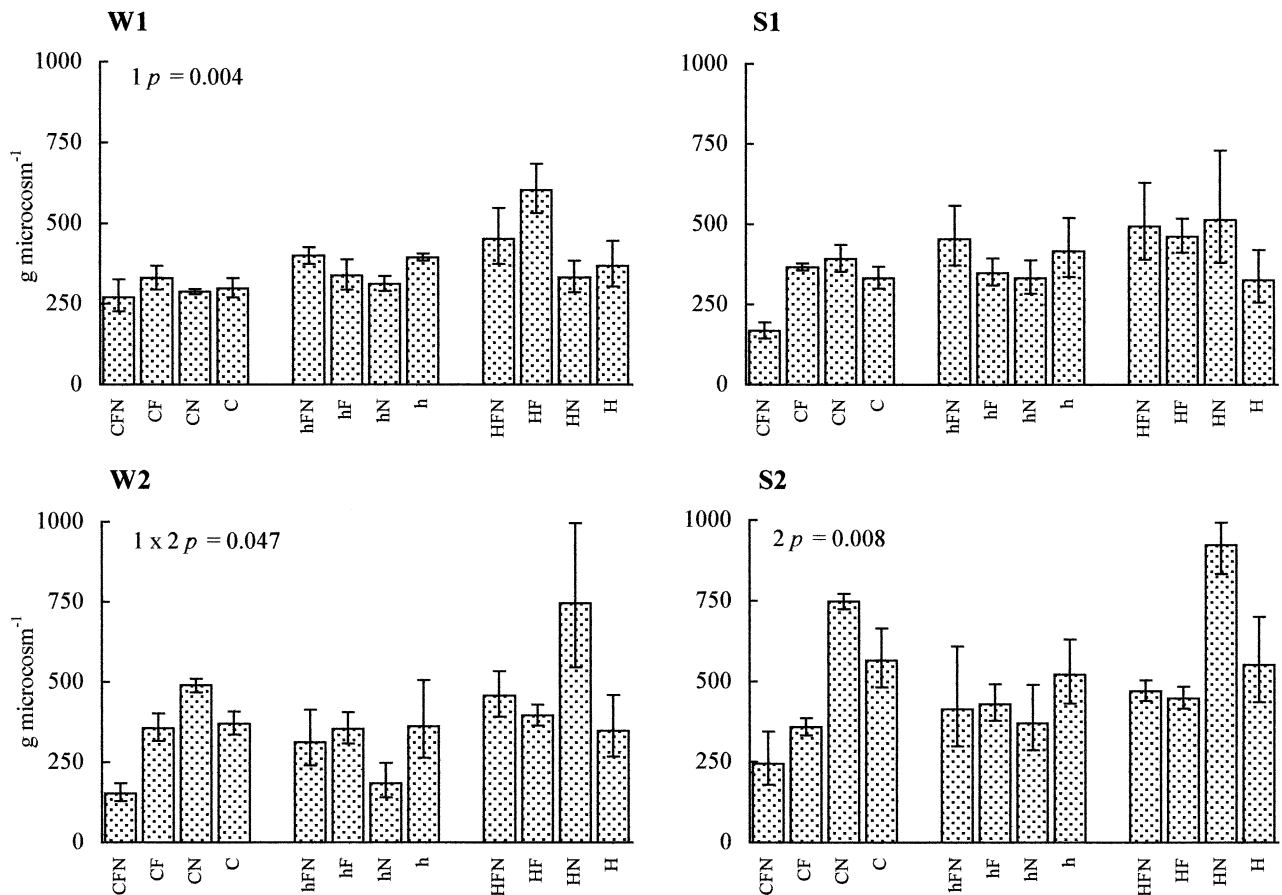 W1
1 p = 0.004
g microcosm⁻¹
1000
750
500
250
0
CFN CF CN C hFN hF hN h HFN HF HN H
S1
1000
750
500
250
0
CFN CF CN C hFN hF hN h HFN HF HN H
W2
1 x 2 p = 0.047
g microcosm⁻¹
1000
750
500
250
0
CFN CF CN C hFN hF hN h HFN HF HN H
S2
2 p = 0.008
1000
750
500
250
0
CFN CF CN C hFN hF hN h HFN HF HN H